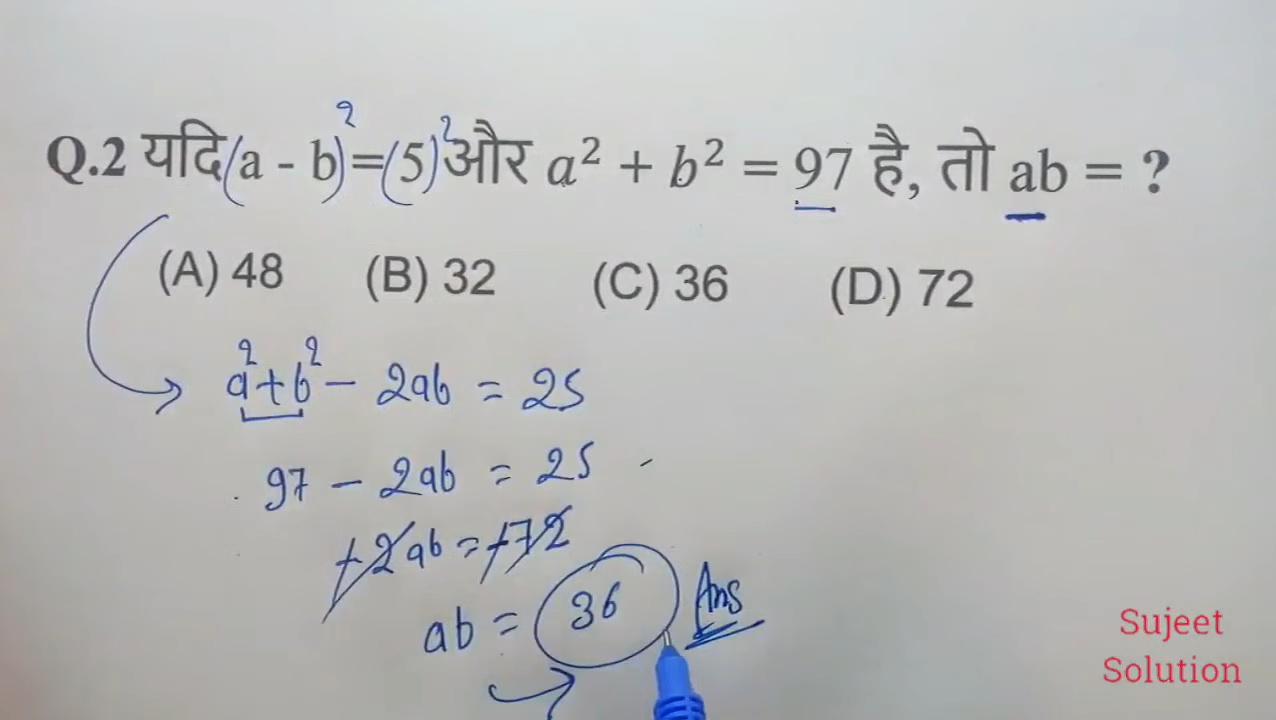 Q.2 यदि (a - b)² = (5)² और a² + b² = 97 है, तो ab = ?
(A) 48 (B) 32 (C) 36 (D) 72
a² + b² - 2ab = 25
97 - 2ab = 25
-2ab = -72
ab = 36 Ans
Sujeet
Solution